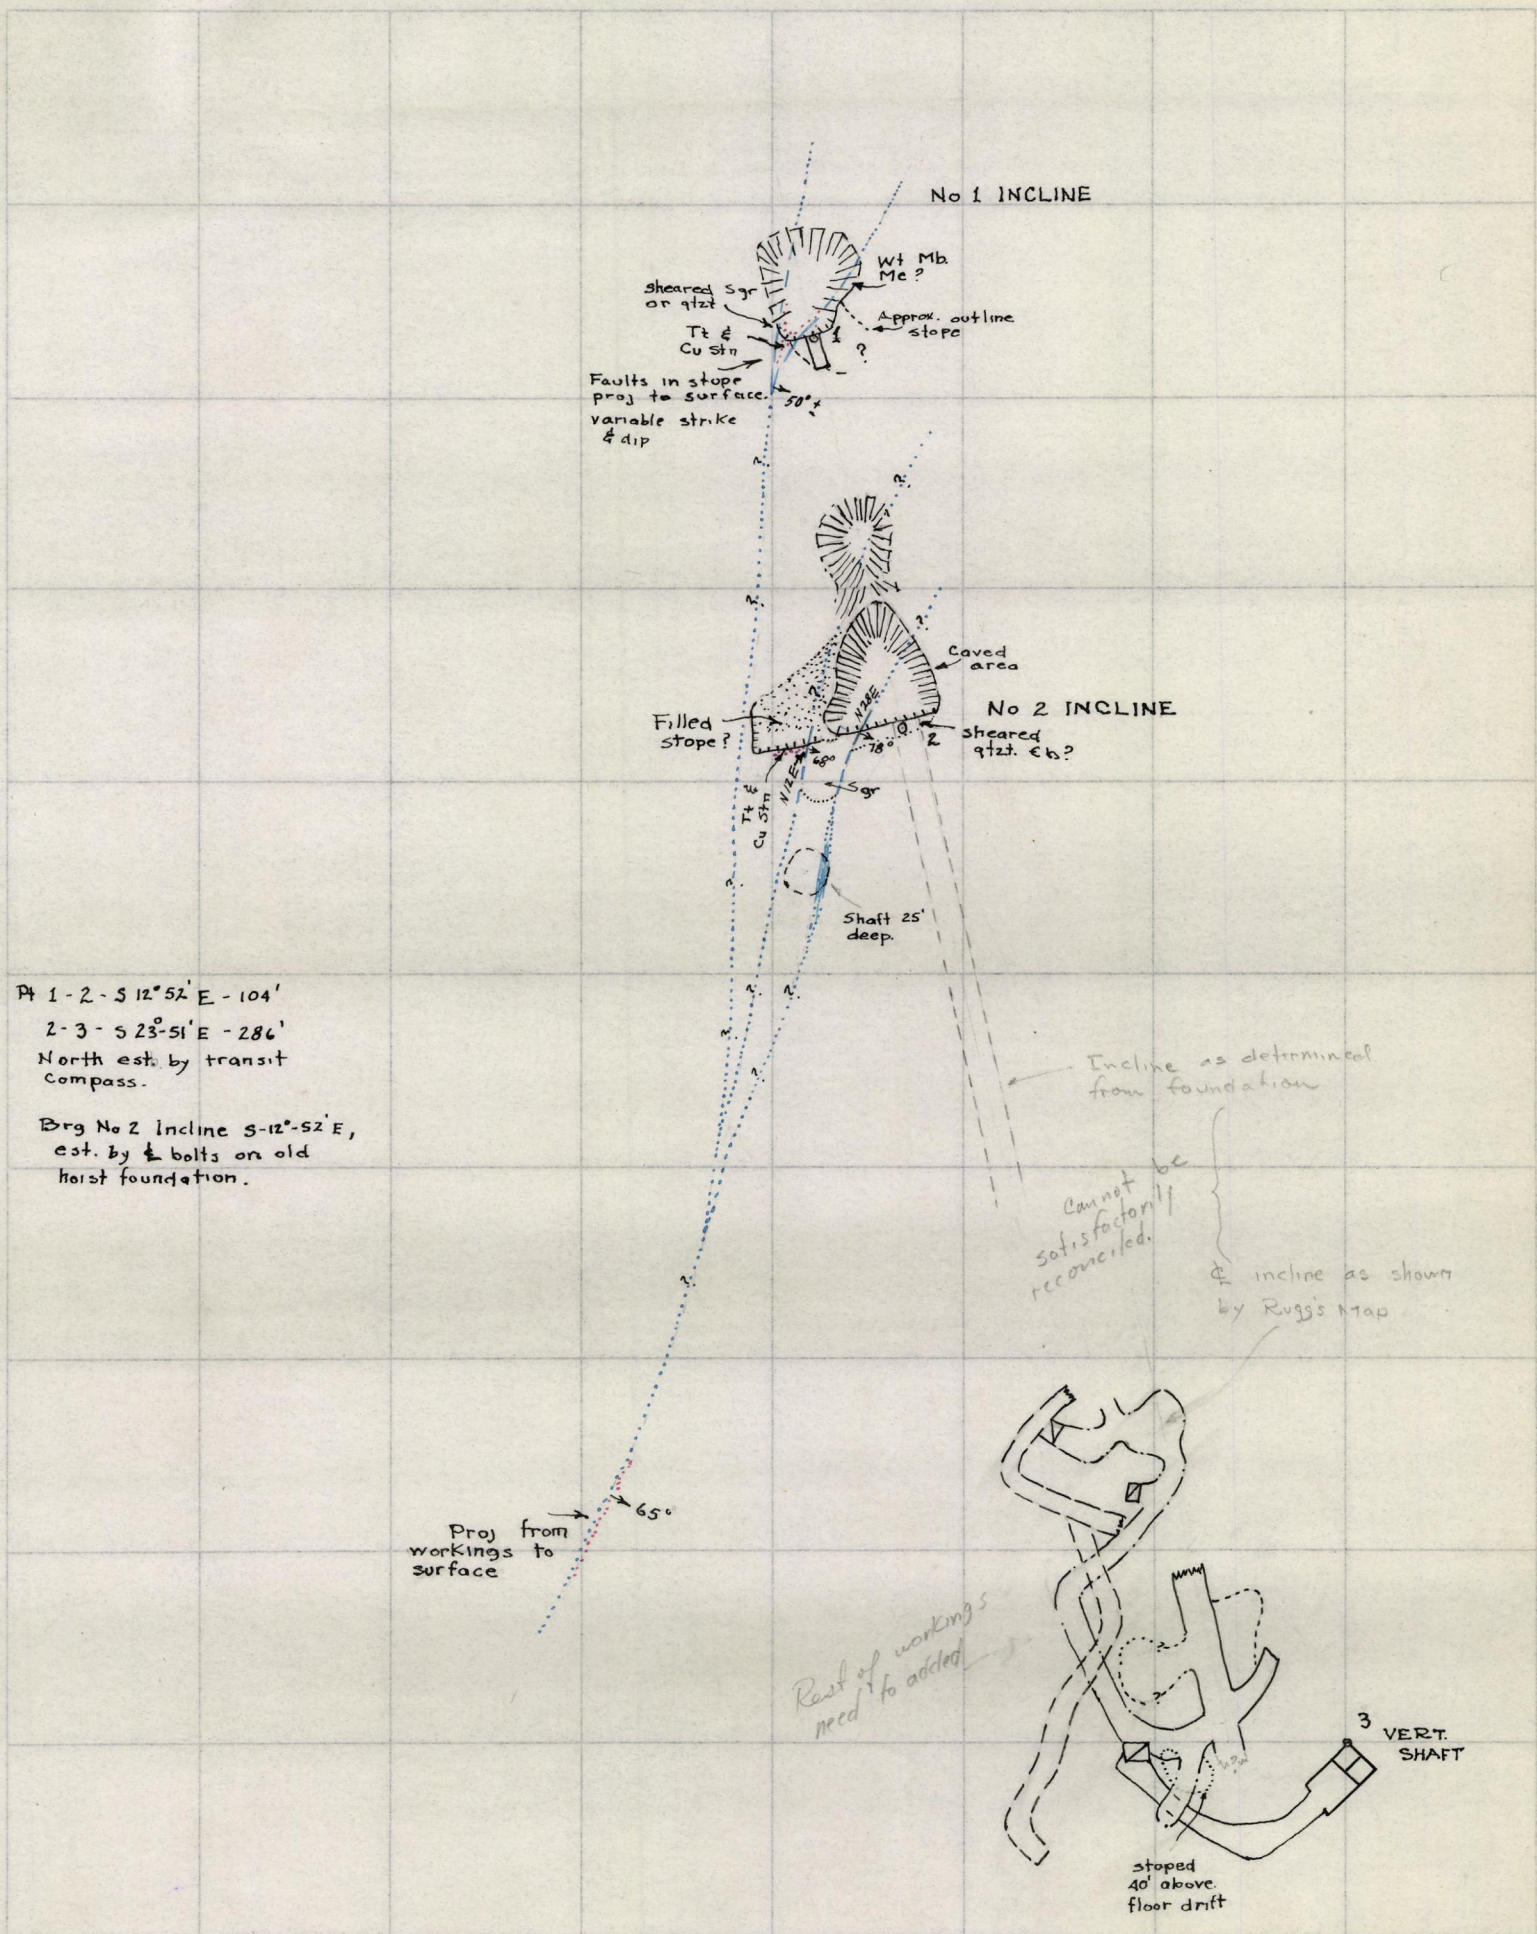 No 1 INCLINE
Wt Mb.
Me ?
sheared Sgr
or qtzt
Approx. outline
stope
1
Tt &
Cu Stn
?
Faults in stope
proj to surface.
variable strike
& dip
50° ±
?
?
?
?
Caved
area
No 2 INCLINE
N28E
?
Filled
stope?
2
sheared
qtzt. Єb?
78°
68°
N12E
Tt &
Cu Stn
Sgr
?
Shaft 25'
deep.
Pt 1 - 2 - S 12° 52' E - 104'
2 - 3 - S 23°-51' E - 286'
North est. by transit
Compass.
?
?
?
?
Incline as determined
from foundation
Brg No 2 Incline S-12°-52' E,
est. by ℄ bolts on old
hoist foundation.
Cannot be
satisfactorily
reconciled.
?
℄ incline as shown
by Rugg's Map
65°
Proj from
workings to
surface
Rest of workings
need to added
?
?
3
VERT.
SHAFT
stoped
40' above.
floor drift